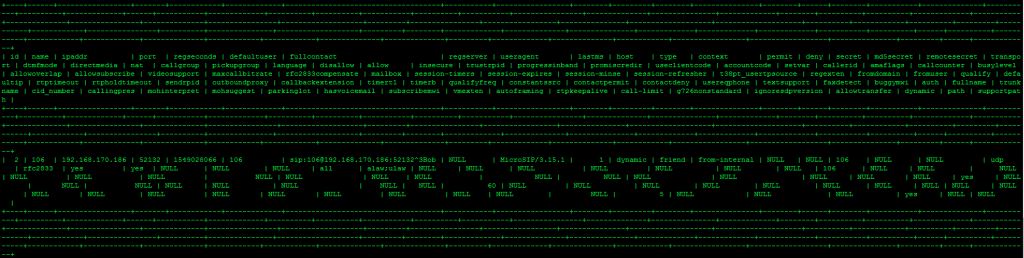 | id | name | ipaddr | port | regseconds | defaultuser | fullcontact | regserver | useragent | lastms | host | type | context | permit | deny | secret | md5secret | remotesecret | transpo
rt | dtmfmode | directmedia | nat | callgroup | pickupgroup | language | disallow | allow | insecure | trustrpid | progressinband | promiscredir | useclientcode | accountcode | setvar | callerid | amaflags | callcounter | busylevel
| allowoverlap | allowsubscribe | videosupport | maxcallbitrate | rfc2833compensate | mailbox | session-timers | session-expires | session-minse | session-refresher | t38pt_usertpsource | regexten | fromdomain | fromuser | qualify | defa
ultip | rtptimeout | rtpholdtimeout | sendrpid | outboundproxy | callbackextension | timert1 | timerb | qualifyfreq | constantssrc | contactpermit | contactdeny | usereqphone | textsupport | faxdetect | buggymwi | auth | fullname | trunk
name | cid_number | callingpres | mohinterpret | mohsuggest | parkinglot | hasvoicemail | subscribemwi | vmexten | autoframing | rtpkeepalive | call-limit | g726nonstandard | ignoresdpversion | allowtransfer | dynamic | path | supportpat
h |
| 2 | 106 | 192.168.170.186 | 52132 | 1549028066 | 106 | sip:106@192.168.170.186:52132^3Bob | NULL | MicroSIP/3.15.1 | 1 | dynamic | friend | from-internal | NULL | NULL | 106 | NULL | NULL | udp
| rfc2833 | yes | yes | NULL | NULL | NULL | all | alaw;ulaw | NULL | NULL | NULL | NULL | NULL | NULL | NULL | 106 | NULL | NULL | NULL
| NULL | NULL | NULL | NULL | NULL | NULL | NULL | NULL | NULL | NULL | NULL | NULL | NULL | NULL | yes | NULL
| NULL | NULL | NULL | NULL | NULL | NULL | NULL | 60 | NULL | NULL | NULL | NULL | NULL | NULL | NULL | NULL | NULL | NULL
| NULL | NULL | NULL | NULL | NULL | NULL | NULL | NULL | NULL | NULL | 5 | NULL | NULL | NULL | yes | NULL | NULL
|